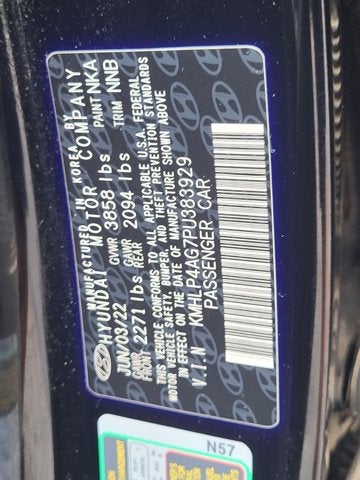 MANUFACTURED IN KOREA BY
HYUNDAI MOTOR COMPANY
JUN/03/22 GVWR 3858 lbs PAINT NKA
GAWR FRONT 2271 lbs GAWR REAR 2094 lbs TRIM NNB
THIS VEHICLE CONFORMS TO ALL APPLICABLE U.S.A. FEDERAL
MOTOR VEHICLE SAFETY, BUMPER, AND THEFT PREVENTION STANDARDS
IN EFFECT ON THE DATE OF MANUFACTURE SHOWN ABOVE
V.I.N KMHLP4AG7PU383929
PASSENGER CAR
N57